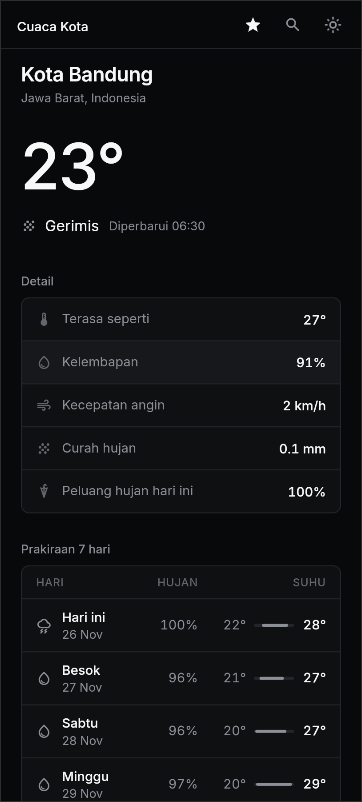 Cuaca Kota
Kota Bandung
Jawa Barat, Indonesia
23°
Gerimis Diperbarui 06:30
Detail
Terasa seperti 27°
Kelembapan 91%
Kecepatan angin 2 km/h
Curah hujan 0.1 mm
Peluang hujan hari ini 100%
Prakiraan 7 hari
HARI HUJAN SUHU
Hari ini 100% 22° 28°
26 Nov
Besok 96% 21° 27°
27 Nov
Sabtu 96% 20° 27°
28 Nov
Minggu 97% 20° 29°
29 Nov